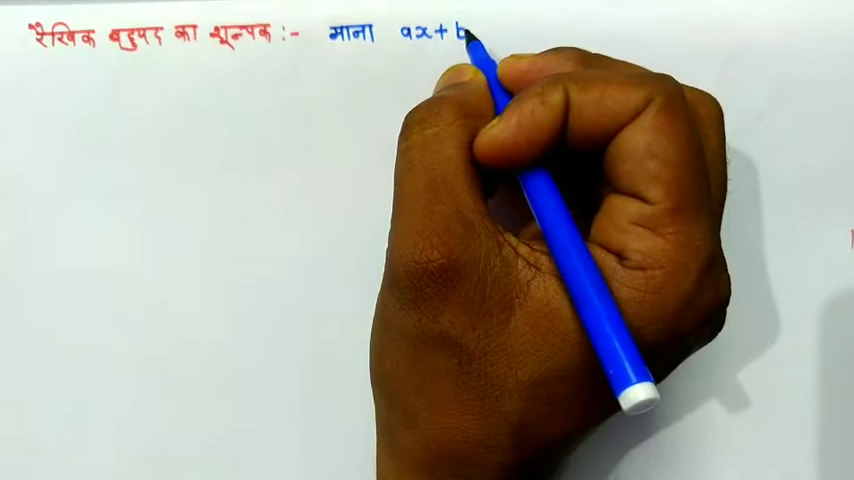 रैखिक बहुपद का शून्यक :- माना ax+b